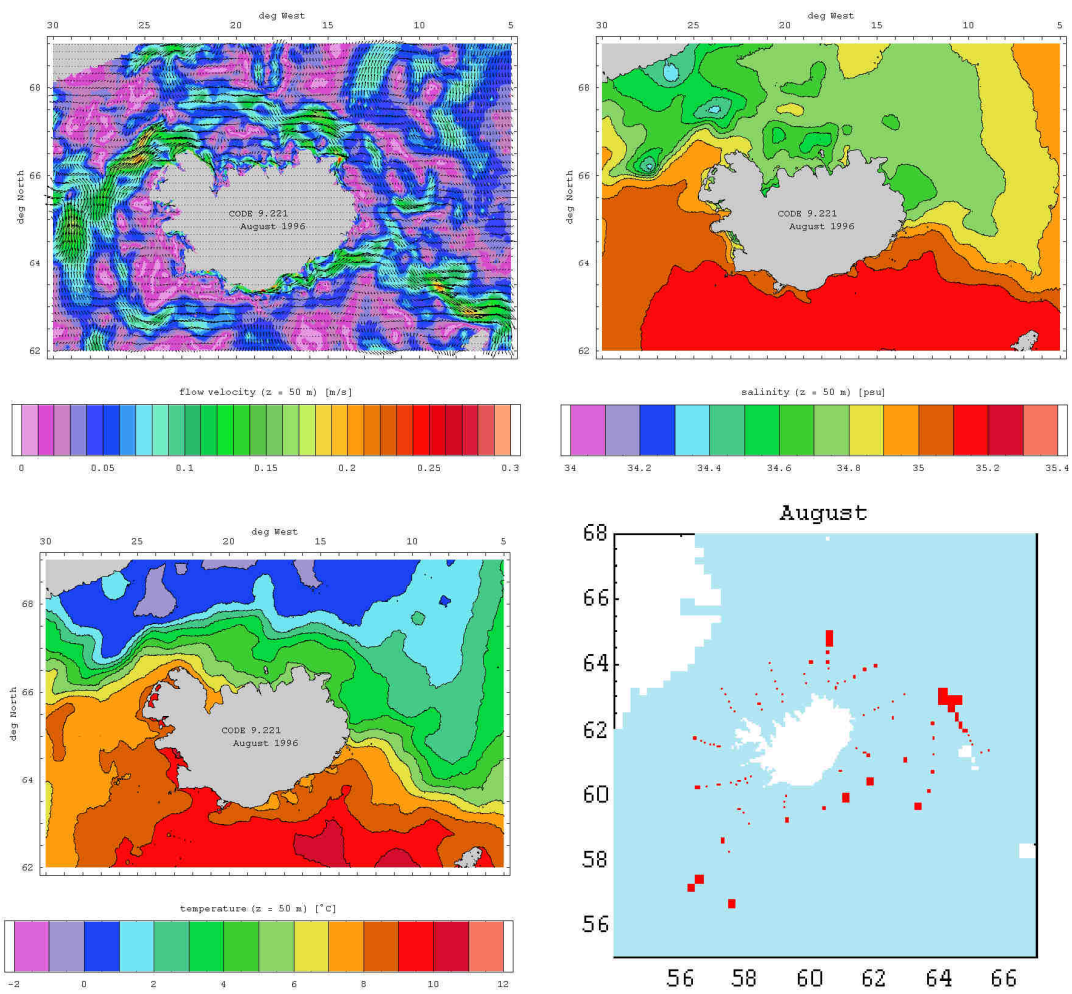 deg West
30 25 20 15 10 5
68
66
64
62
deg North
CODE 9.221
August 1996
flow velocity (z = 50 m) [m/s]
0 0.05 0.1 0.15 0.2 0.25 0.3
deg West
30 25 20 15 10 5
68
66
64
62
deg North
CODE 9.221
August 1996
salinity (z = 50 m) [psu]
34 34.2 34.4 34.6 34.8 35 35.2 35.4
deg West
30 25 20 15 10 5
68
66
64
62
deg North
CODE 9.221
August 1996
temperature (z = 50 m) [°C]
-2 0 2 4 6 8 10 12
August
68
66
64
62
60
58
56
56 58 60 62 64 66